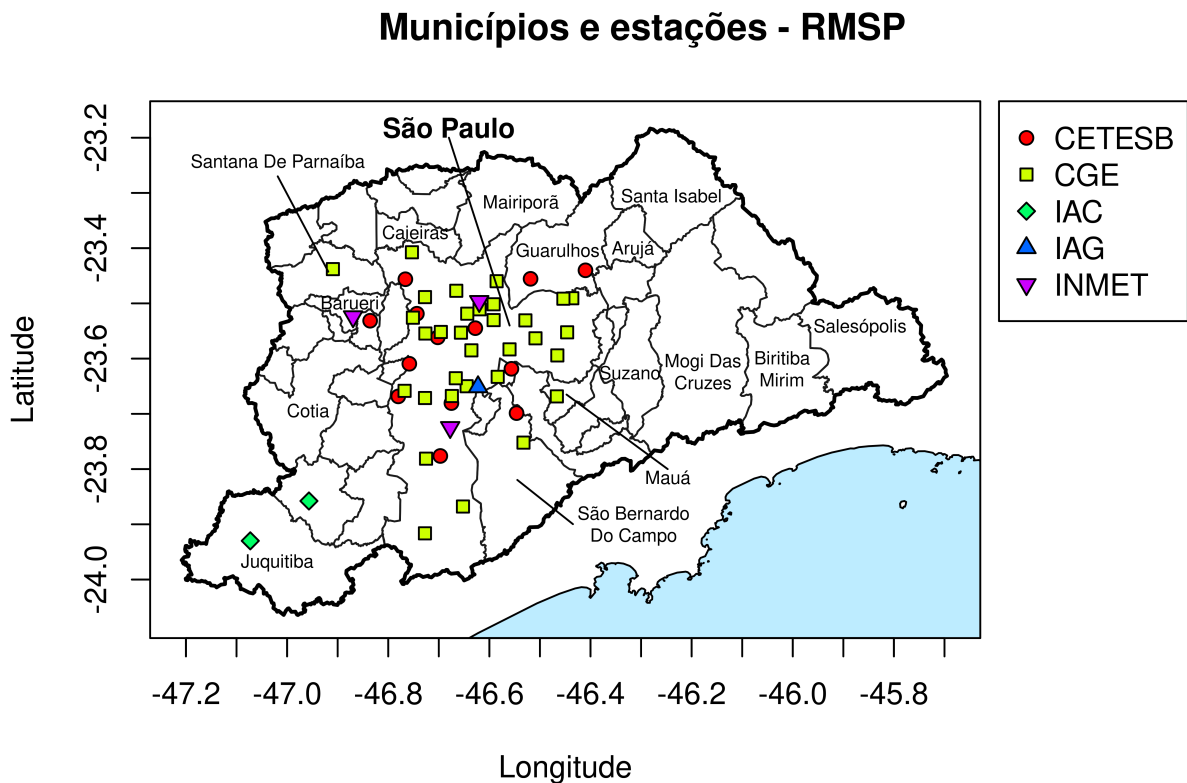 Municípios e estações - RMSP
São Paulo
Santana De Parnaíba
Santa Isabel
Mairiporã
Caieiras
Guarulhos
Arujá
Barueri
Salesópolis
Mogi Das
Cruzes
Biritiba
Mirim
Suzano
Cotia
Mauá
São Bernardo
Do Campo
Juquitiba
CETESB
CGE
IAC
IAG
INMET
Latitude
-23.2
-23.4
-23.6
-23.8
-24.0
-47.2
-47.0
-46.8
-46.6
-46.4
-46.2
-46.0
-45.8
Longitude